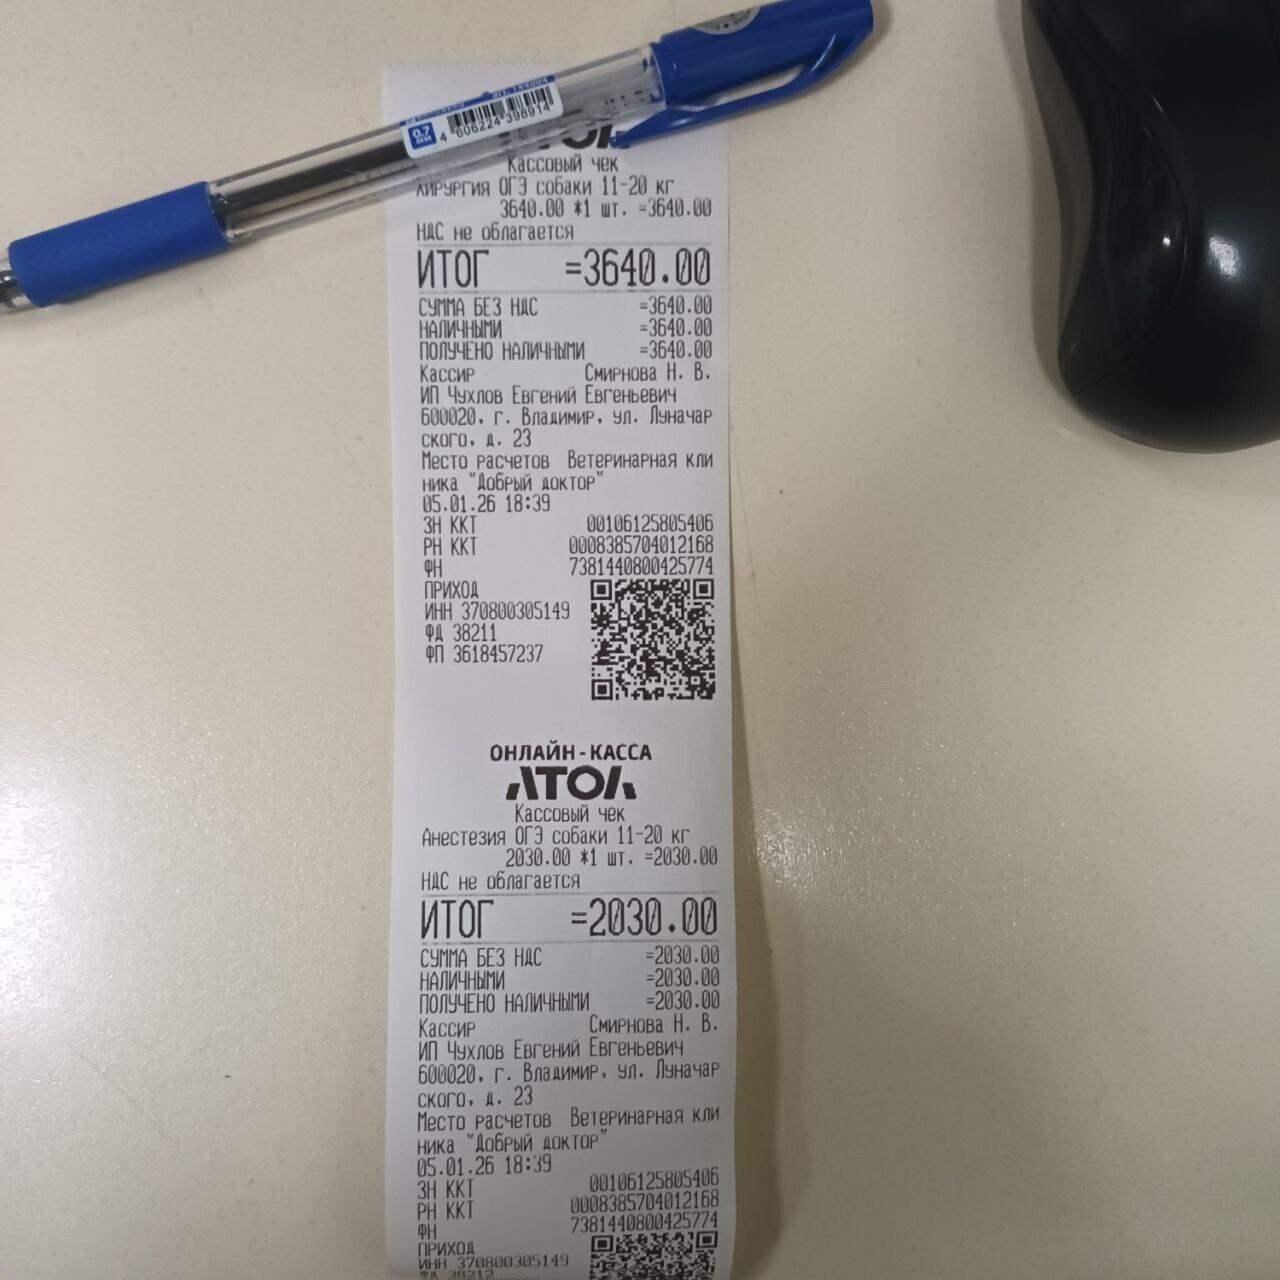 арт. 144004
0.7
мм
4 606224 398914
Кассовый чек
Хирургия ОГЭ собаки 11-20 кг
3640.00 *1 шт. =3640.00
НДС не облагается
ИТОГ =3640.00
СУММА БЕЗ НДС =3640.00
НАЛИЧНЫМИ =3640.00
ПОЛУЧЕНО НАЛИЧНЫМИ =3640.00
Кассир Смирнова Н. В.
ИП Чухлов Евгений Евгеньевич
600020, г. Владимир, ул. Луначар
ского, д. 23
Место расчетов Ветеринарная кли
ника "Добрый доктор"
05.01.26 18:39
ЗН ККТ 00106125805406
РН ККТ 0008385704012168
ФН 7381440800425774
ПРИХОД
ИНН 370800305149
ФД 38211
ФП 3618457237
ОНЛАЙН-КАССА
АТОЛ
Кассовый чек
Анестезия ОГЭ собаки 11-20 кг
2030.00 *1 шт. =2030.00
НДС не облагается
ИТОГ =2030.00
СУММА БЕЗ НДС =2030.00
НАЛИЧНЫМИ =2030.00
ПОЛУЧЕНО НАЛИЧНЫМИ =2030.00
Кассир Смирнова Н. В.
ИП Чухлов Евгений Евгеньевич
600020, г. Владимир, ул. Луначар
ского, д. 23
Место расчетов Ветеринарная кли
ника "Добрый доктор"
05.01.26 18:39
ЗН ККТ 00106125805406
РН ККТ 0008385704012168
ФН 7381440800425774
ПРИХОД
ИНН 370800305149
ФД 38212